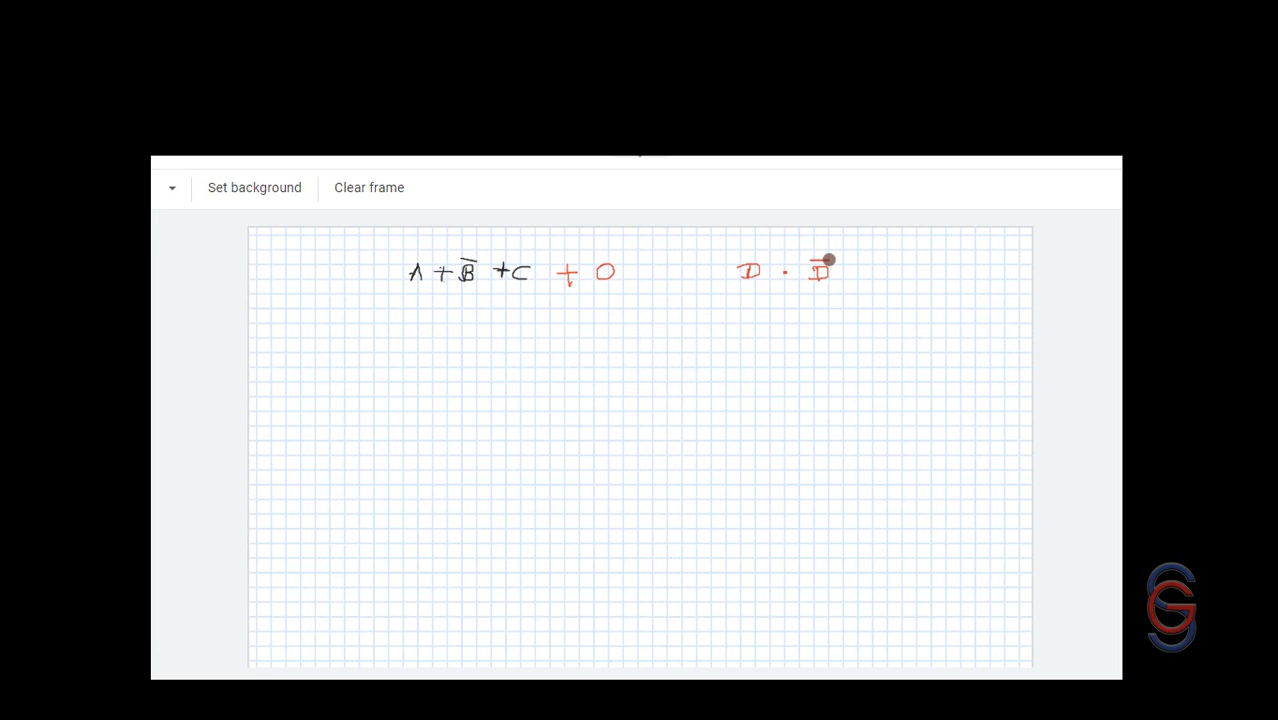 Set background Clear frame
A + B̅ + C + 0 D · D̅